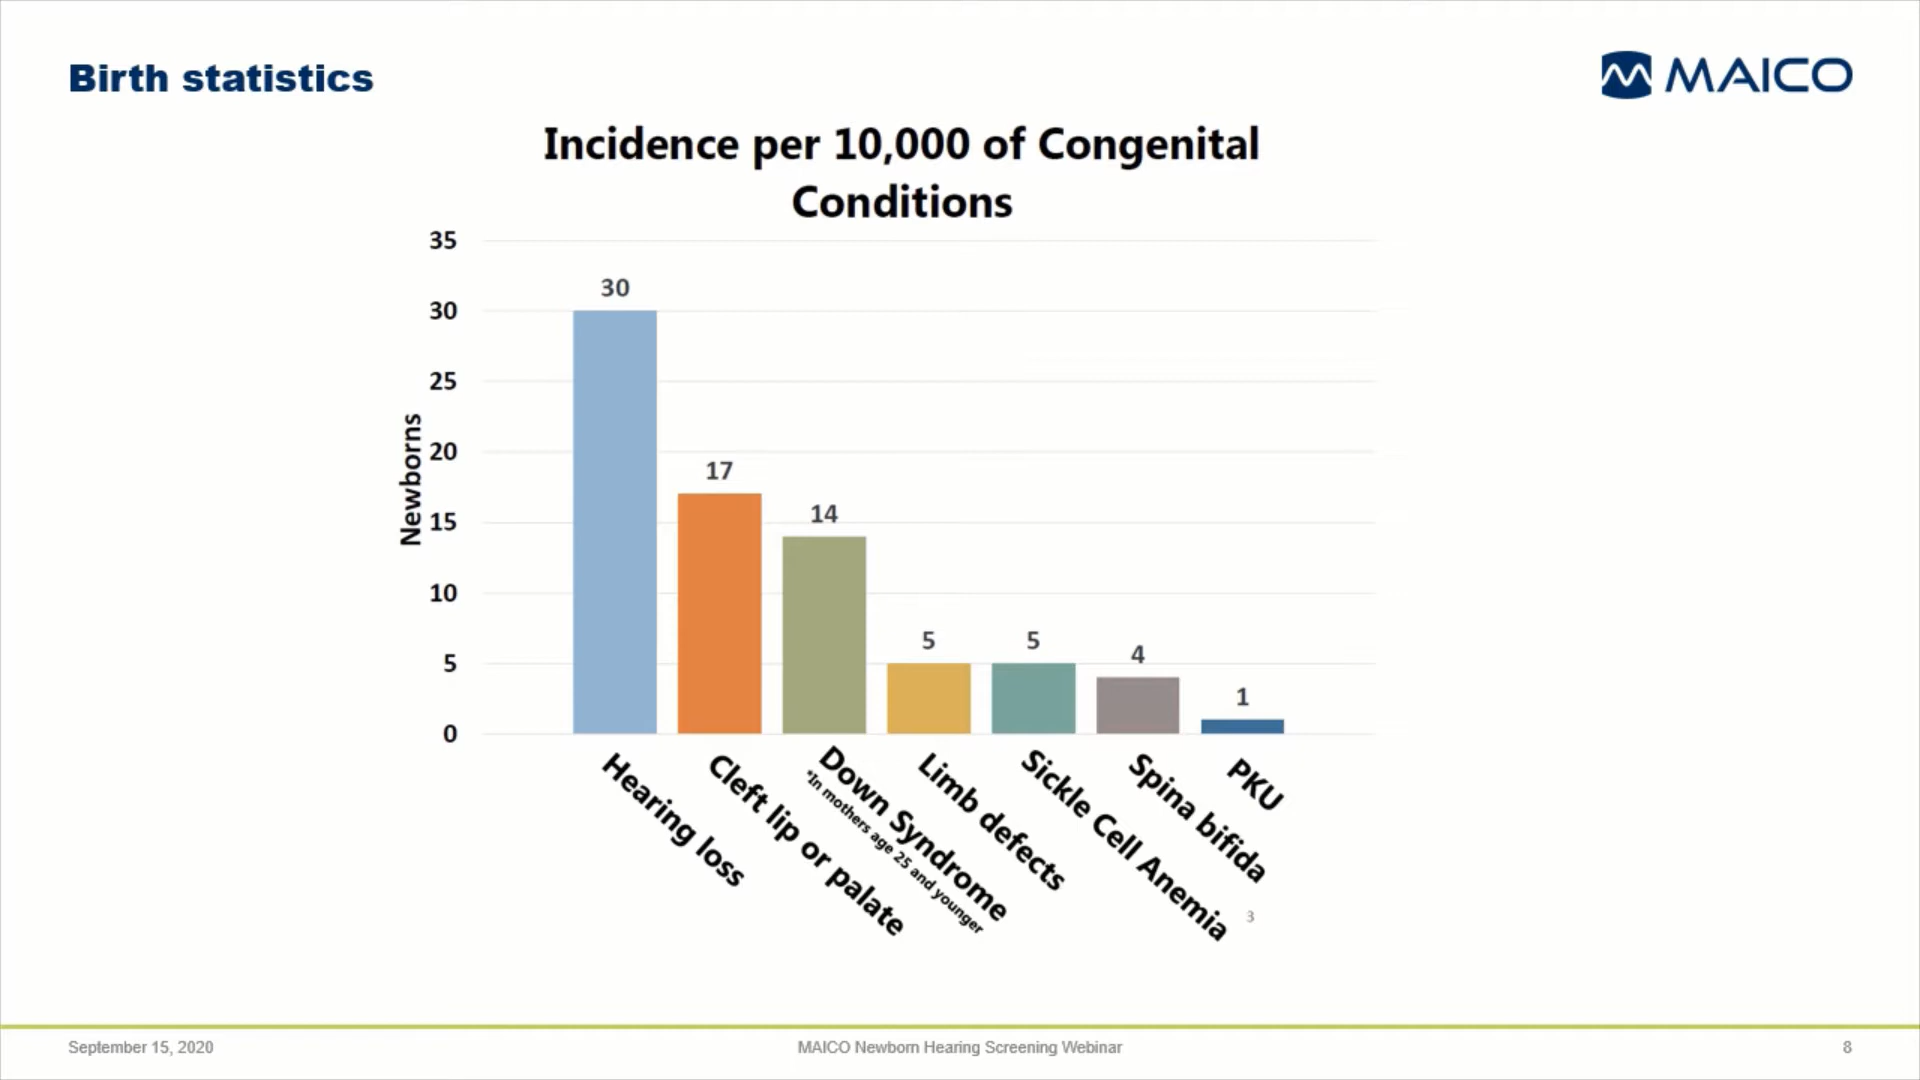 Birth statistics
MAICO
Incidence per 10,000 of Congenital
Conditions
35
30
25
20
15
10
5
0
Newborns
30
17
14
5
5
4
1
Hearing loss
Cleft lip or palate
Down Syndrome
*In mothers age 25 and younger
Limb defects
Sickle Cell Anemia
Spina bifida
PKU
3
September 15, 2020
MAICO Newborn Hearing Screening Webinar
8